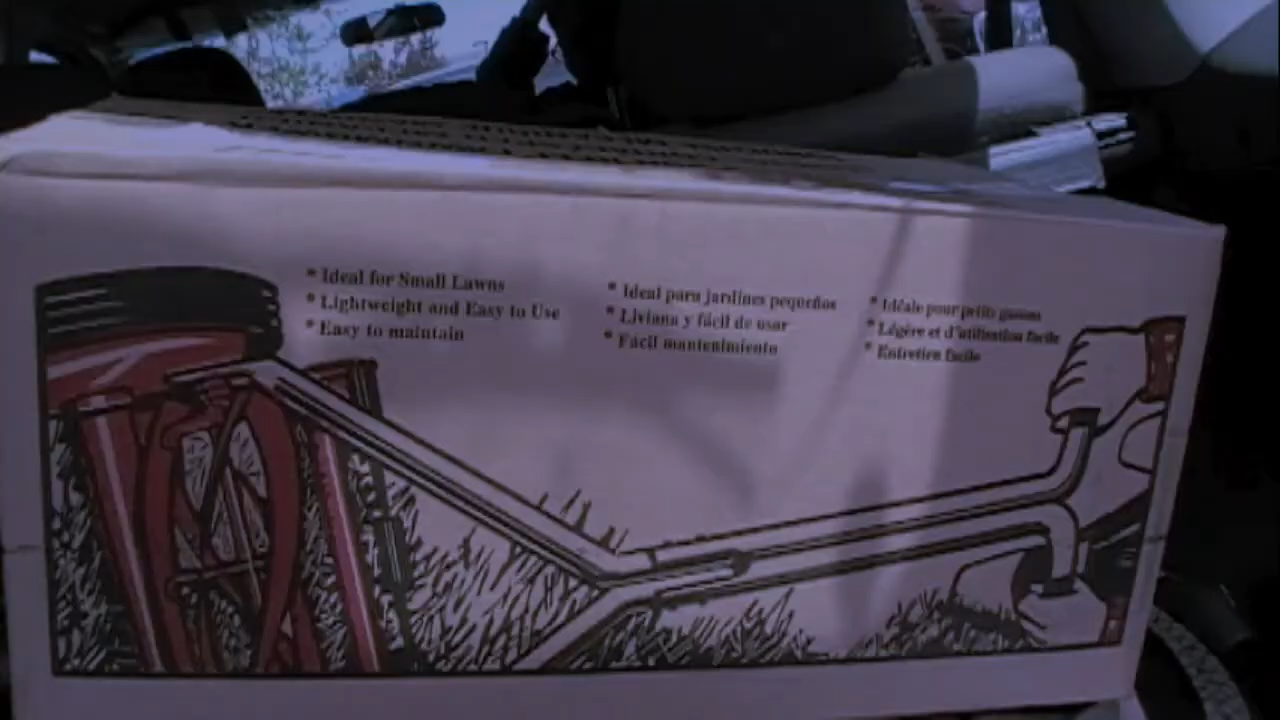 * Ideal for Small Lawns
* Lightweight and Easy to Use
* Easy to maintain
* Ideal para jardines pequeños
* Liviana y fácil de usar
* Fácil mantenimiento
* Idéale pour petits gazons
* Légère et d'utilisation facile
* Entretien facile